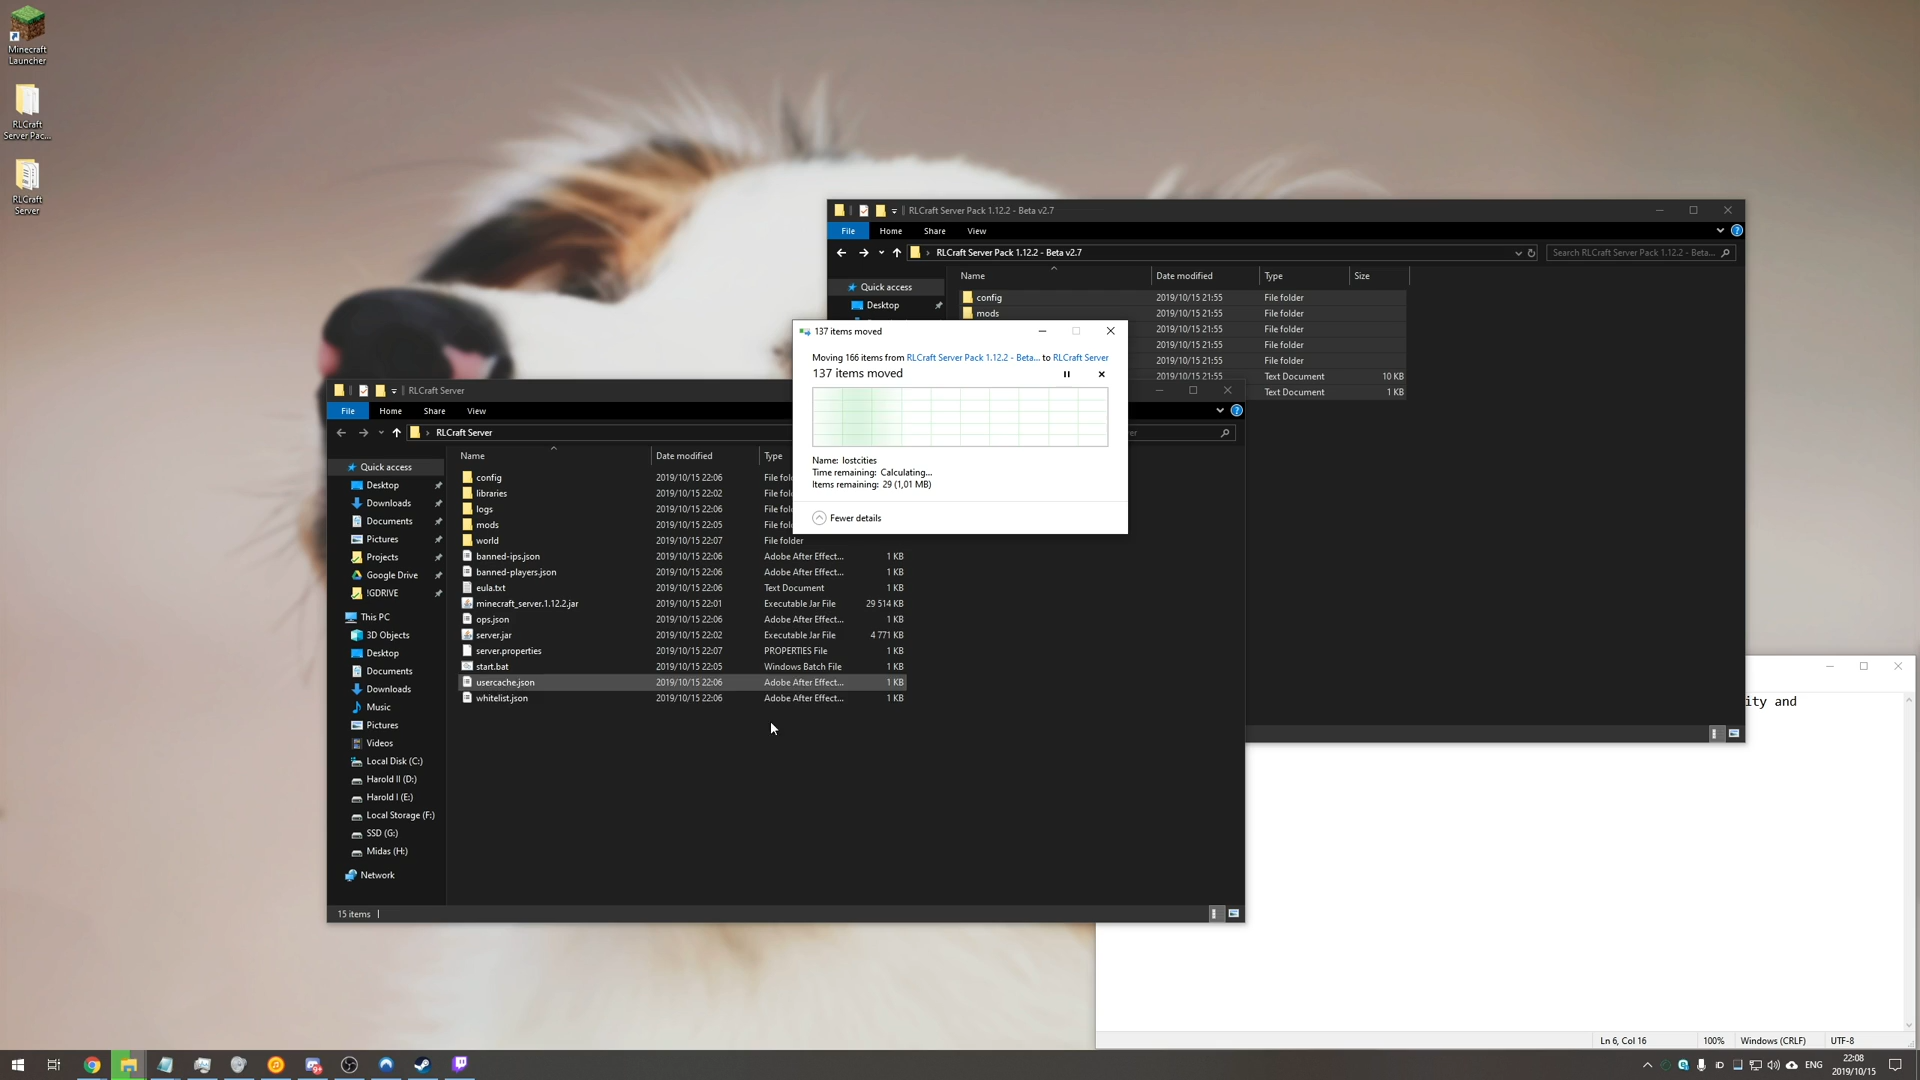 Minecraft
Launcher
RLCraft
Server Pac...
RLCraft
Server
RLCraft Server Pack 1.12.2 - Beta v2.7
File Home Share View
RLCraft Server Pack 1.12.2 - Beta v2.7
Search RLCraft Server Pack 1.12.2 - Beta...
Name Date modified Type Size
Quick access
Desktop
config 2019/10/15 21:55 File folder
mods 2019/10/15 21:55 File folder
2019/10/15 21:55 File folder
2019/10/15 21:55 File folder
2019/10/15 21:55 File folder
2019/10/15 21:55 Text Document 10 KB
Text Document 1 KB
137 items moved
Moving 166 items from RLCraft Server Pack 1.12.2 - Beta... to RLCraft Server
137 items moved
Name: lostcities
Time remaining: Calculating...
Items remaining: 29 (1,01 MB)
Fewer details
RLCraft Server
File Home Share View
RLCraft Server
er
Name Date modified Type
Quick access
Desktop
Downloads
Documents
Pictures
Projects
Google Drive
!GDRIVE
This PC
3D Objects
Desktop
Documents
Downloads
Music
Pictures
Videos
Local Disk (C:)
Harold II (D:)
Harold I (E:)
Local Storage (F:)
SSD (G:)
Midas (H:)
Network
config 2019/10/15 22:06 File fol
libraries 2019/10/15 22:02 File fol
logs 2019/10/15 22:06 File fol
mods 2019/10/15 22:05 File fol
world 2019/10/15 22:07 File folder
banned-ips.json 2019/10/15 22:06 Adobe After Effect... 1 KB
banned-players.json 2019/10/15 22:06 Adobe After Effect... 1 KB
eula.txt 2019/10/15 22:06 Text Document 1 KB
minecraft_server.1.12.2.jar 2019/10/15 22:01 Executable Jar File 29 514 KB
ops.json 2019/10/15 22:06 Adobe After Effect... 1 KB
server.jar 2019/10/15 22:02 Executable Jar File 4 771 KB
server.properties 2019/10/15 22:07 PROPERTIES File 1 KB
start.bat 2019/10/15 22:05 Windows Batch File 1 KB
usercache.json 2019/10/15 22:06 Adobe After Effect... 1 KB
whitelist.json 2019/10/15 22:06 Adobe After Effect... 1 KB
15 items
ity and
Ln 6, Col 16 100% Windows (CRLF) UTF-8
ENG
22:08
2019/10/15